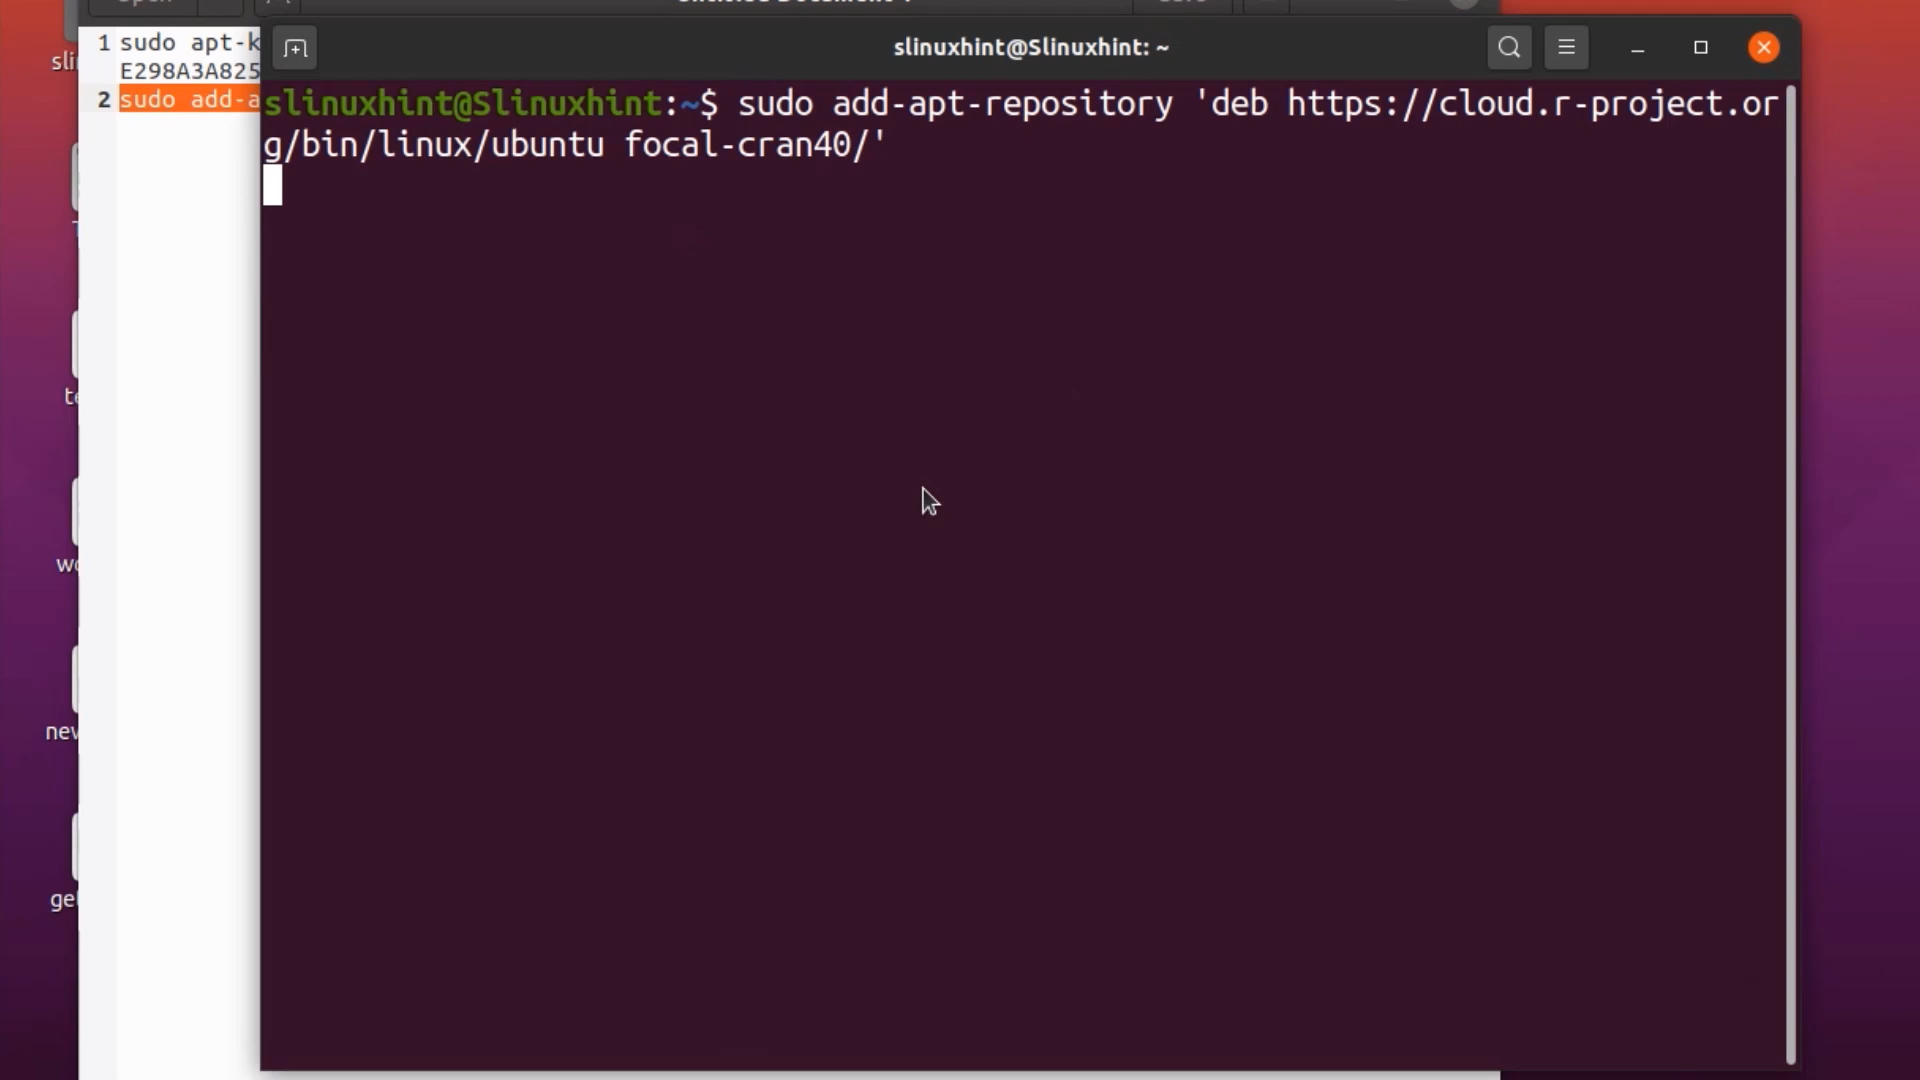 slinuxhint@Slinuxhint: ~
1 sudo apt-k
E298A3A825
2 sudo add-a
slinuxhint@Slinuxhint:~$ sudo add-apt-repository 'deb https://cloud.r-project.or
g/bin/linux/ubuntu focal-cran40/'